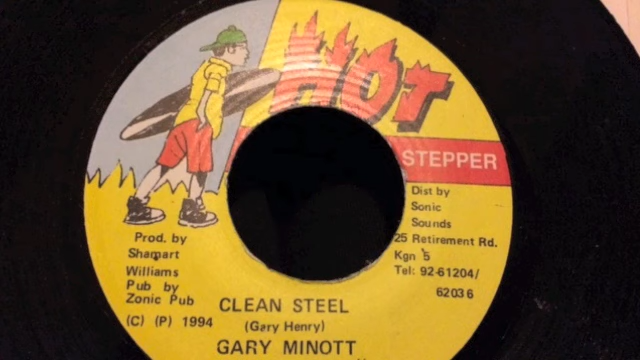 HOT
STEPPER
Dist by
Sonic
Sounds
25 Retirement Rd.
Kgn 5
Tel: 92-61204/
62036
Prod. by
Shamart
Williams
Pub by
Zonic Pub
(C) (P) 1994
CLEAN STEEL
(Gary Henry)
GARY MINOTT